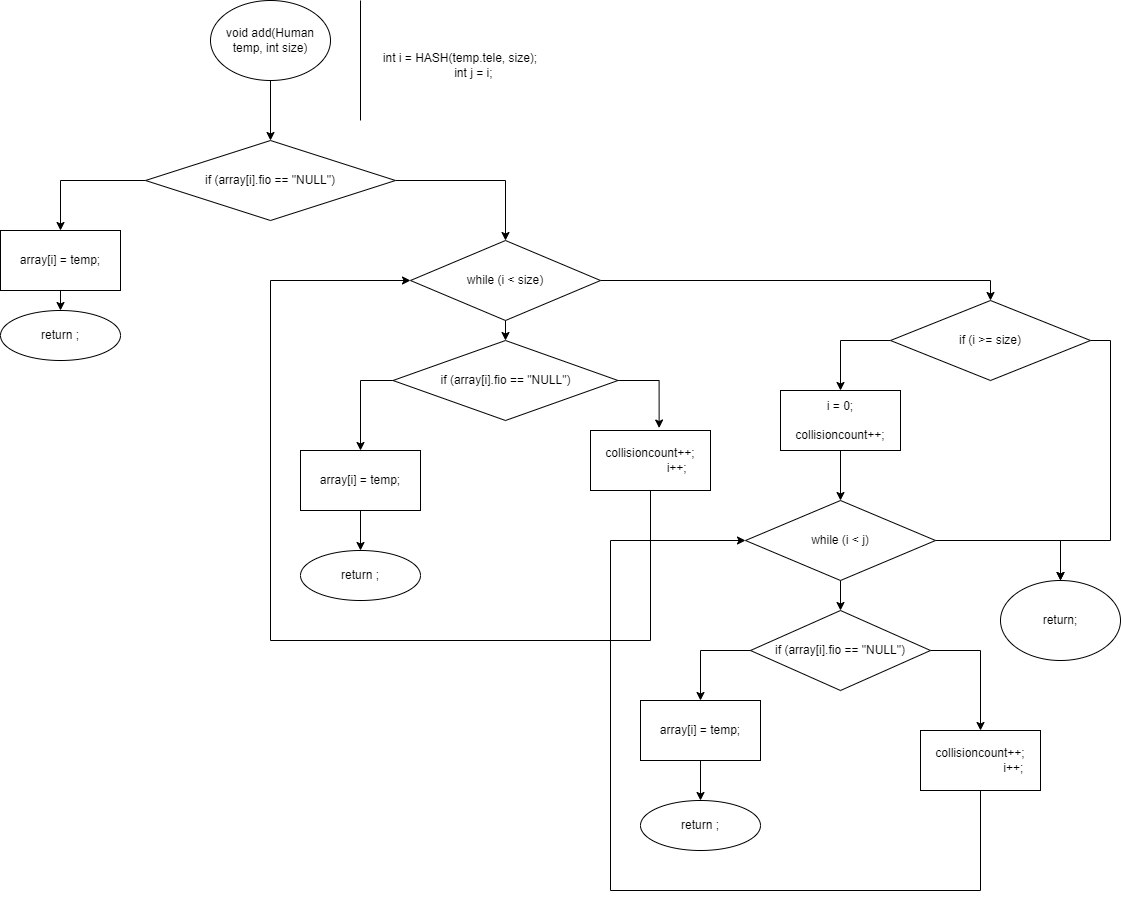 void add(Human
temp, int size)
int i = HASH(temp.tele, size);
int j = i;
if (array[i].fio == "NULL")
array[i] = temp;
return ;
while (i < size)
if (i >= size)
if (array[i].fio == "NULL")
i = 0;
collisioncount++;
collisioncount++;
i++;
array[i] = temp;
return ;
while (i < j)
return;
if (array[i].fio == "NULL")
array[i] = temp;
collisioncount++;
i++;
return ;